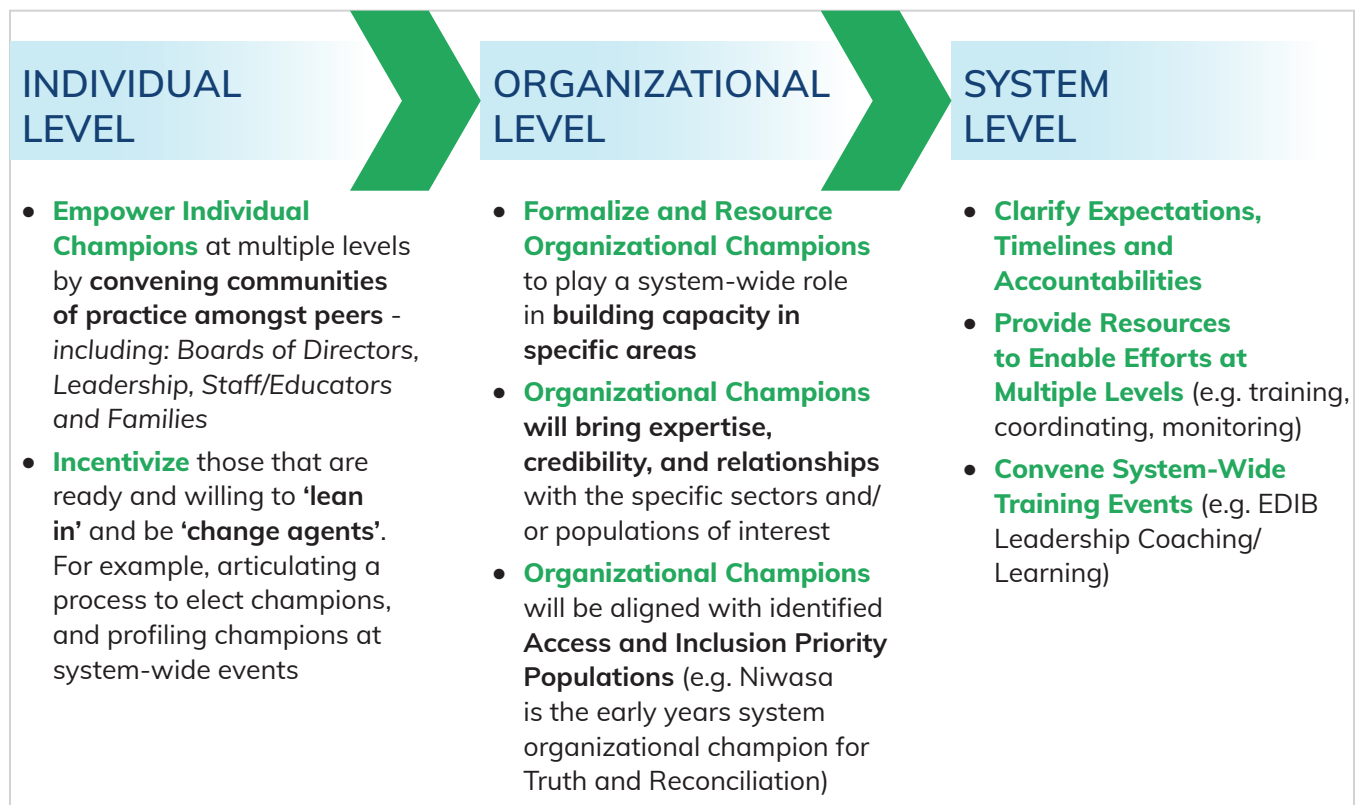 INDIVIDUAL
LEVEL
• Empower Individual
Champions at multiple levels
by convening communities
of practice amongst peers -
including: Boards of Directors,
Leadership, Staff/Educators
and Families
• Incentivize those that are
ready and willing to ‘lean
in’ and be ‘change agents’.
For example, articulating a
process to elect champions,
and profiling champions at
system-wide events
ORGANIZATIONAL
LEVEL
• Formalize and Resource
Organizational Champions
to play a system-wide role
in building capacity in
specific areas
• Organizational Champions
will bring expertise,
credibility, and relationships
with the specific sectors and/
or populations of interest
• Organizational Champions
will be aligned with identified
Access and Inclusion Priority
Populations (e.g. Niwasa
is the early years system
organizational champion for
Truth and Reconciliation)
SYSTEM
LEVEL
• Clarify Expectations,
Timelines and
Accountabilities
• Provide Resources
to Enable Efforts at
Multiple Levels (e.g. training,
coordinating, monitoring)
• Convene System-Wide
Training Events (e.g. EDIB
Leadership Coaching/
Learning)